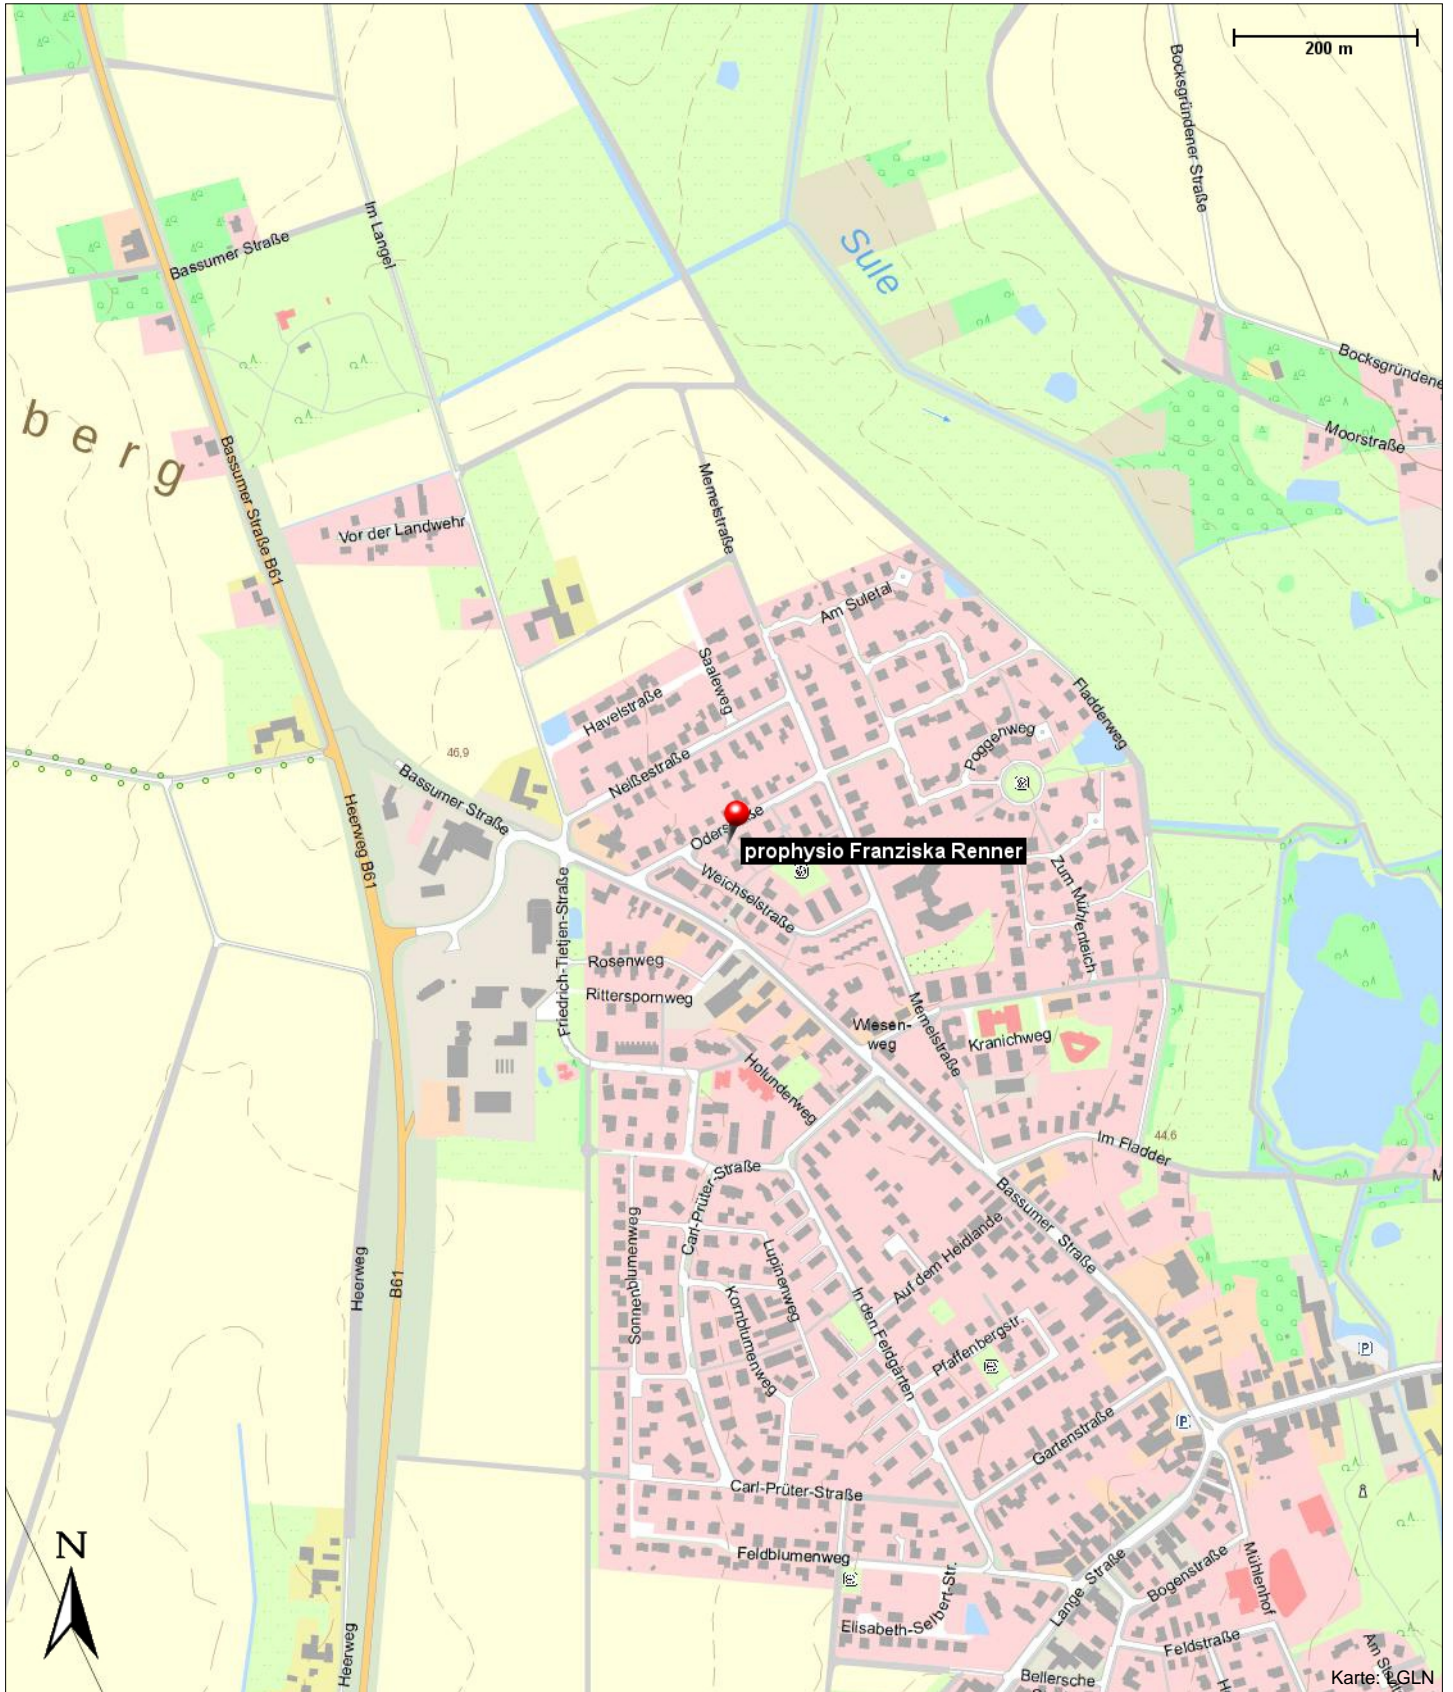 200 m
Bocksgründener Straße
Im Langel
Sule
Bassumer Straße
Bocksgründene
berg
Moorstraße
Bassumer Straße B61
Memelstraße
Vor der Landwehr
Am Suletal
Saaleweg
Havelstraße
Fladderweg
Poggenweg
46,9
Neißestraße
Bassumer Straße
Heerweg B61
prophysio Franziska Renner
Weichselstraße
Zum Mühlenteich
Friedrich-Tietjen-Straße
Rosenweg
Ritterspornweg
Memelstraße
Wiesen-
weg
Kranichweg
Holunderweg
Im Fladder
44.6
Carl-Prüter-Straße
Bassumer Straße
Sonnenblumenweg
Auf dem Heidlande
Lupinenweg
Heerweg
B61
In den Feldgärten
Kornblumenweg
Pfaffenbergstr.
P
Gartenstraße
P
Carl-Prüter-Straße
N
Feldblumenweg
Lange Straße
Bogenstraße
Mühlenhof
Elisabeth-Selbert-Str.
Heerweg
Feldstraße
Bellersche
Karte: LGLN